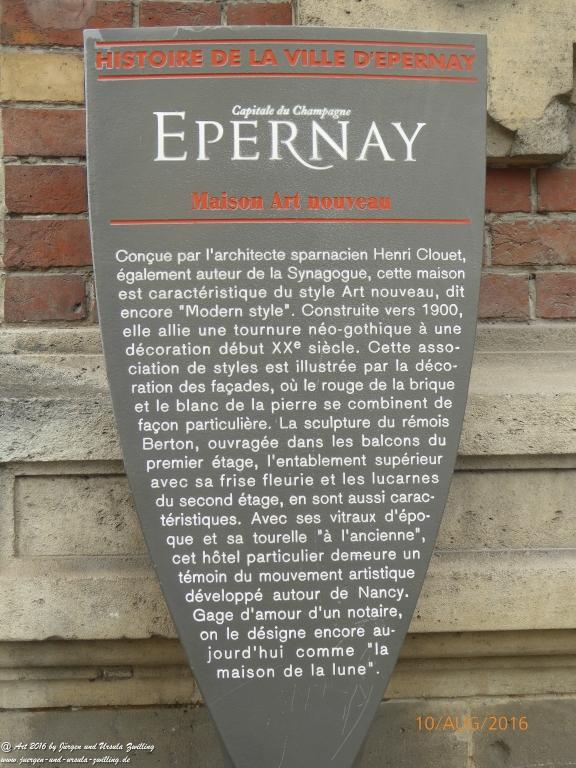 HISTOIRE DE LA VILLE D'EPERNAY
Capitale du Champagne
EPERNAY
Maison Art nouveau
Conçue par l'architecte sparnacien Henri Clouet,
également auteur de la Synagogue, cette maison
est caractéristique du style Art nouveau, dit
encore "Modern style". Construite vers 1900,
elle allie une tournure néo-gothique à une
décoration début XXe siècle. Cette asso-
ciation de styles est illustrée par la déco-
ration des façades, où le rouge de la brique
et le blanc de la pierre se combinent de
façon particulière. La sculpture du rémois
Berton, ouvragée dans les balcons du
premier étage, l'entablement supérieur
avec sa frise fleurie et les lucarnes
du second étage, en sont aussi carac-
téristiques. Avec ses vitraux d'épo-
que et sa tourelle "à l'ancienne",
cet hôtel particulier demeure un
témoin du mouvement artistique
développé autour de Nancy.
Gage d'amour d'un notaire,
on le désigne encore au-
jourd'hui comme "la
maison de la lune".
10/AUG/2016
@ Art 2016 by Jürgen und Ursula Zwilling
www.juergen-und-ursula-zwilling.de